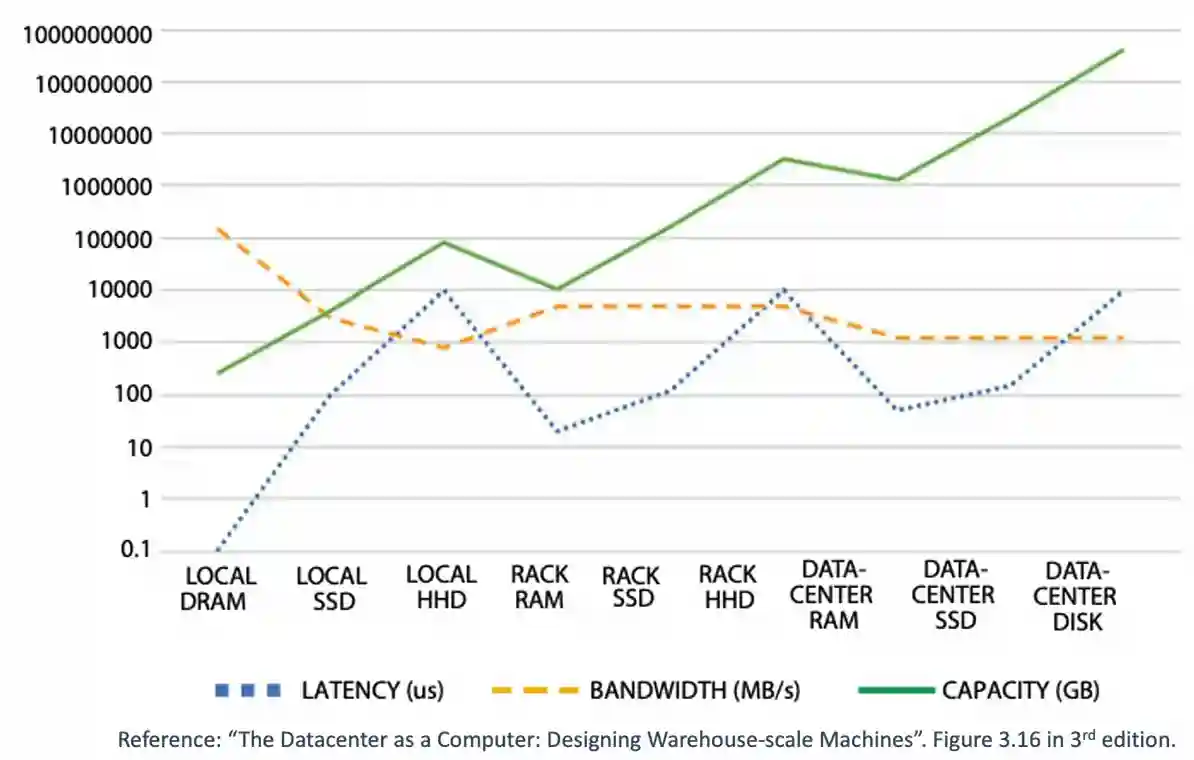 1000000000
100000000
10000000
1000000
100000
10000
1000
100
10
1
0.1
LOCAL DRAM
LOCAL SSD
LOCAL HHD
RACK RAM
RACK SSD
RACK HHD
DATA-CENTER RAM
DATA-CENTER SSD
DATA-CENTER DISK
LATENCY (us)
BANDWIDTH (MB/s)
CAPACITY (GB)
Reference: “The Datacenter as a Computer: Designing Warehouse-scale Machines”. Figure 3.16 in 3rd edition.